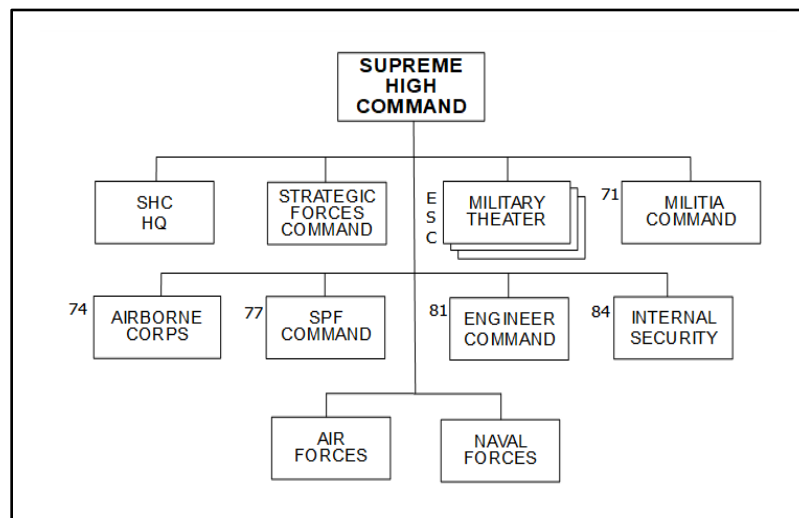 SUPREME
HIGH
COMMAND
SHC
HQ
STRATEGIC
FORCES
COMMAND
E
S
C
MILITARY
THEATER
71
MILITIA
COMMAND
74
AIRBORNE
CORPS
77
SPF
COMMAND
81
ENGINEER
COMMAND
84
INTERNAL
SECURITY
AIR
FORCES
NAVAL
FORCES